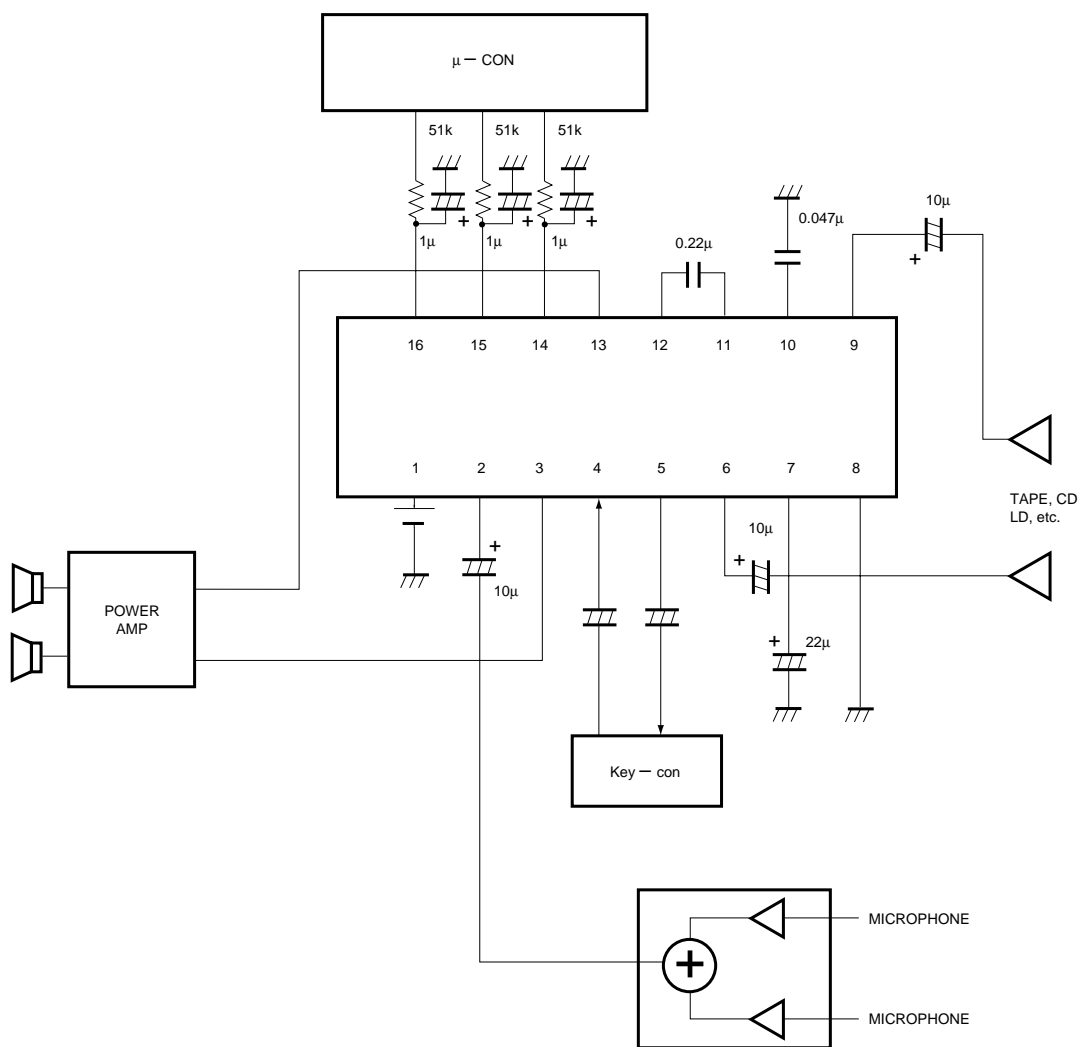 μ－CON
51k 51k 51k
+ + +
1μ 1μ 1μ
0.22μ
0.047μ
10μ
+
16 15 14 13 12 11 10 9
1 2 3 4 5 6 7 8
TAPE, CD
LD, etc.
+
10μ
10μ
+
22μ
+
POWER
AMP
Key－con
MICROPHONE
+
MICROPHONE